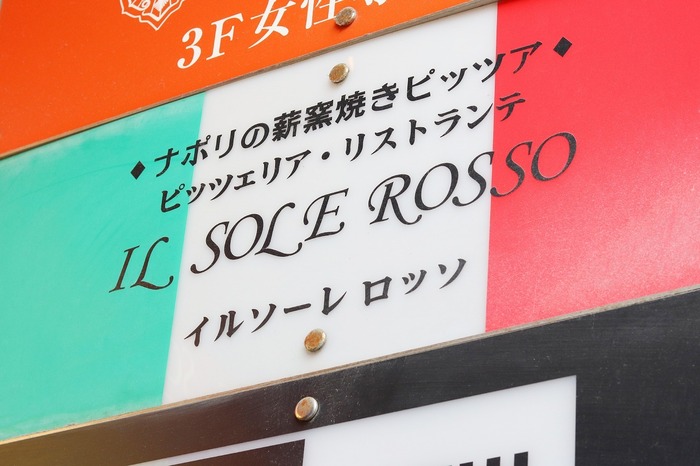 3F女性
◆ナポリの薪窯焼きピッツア◆
ピッツェリア・リストランテ
IL SOLE ROSSO
イルソーレ ロッソ